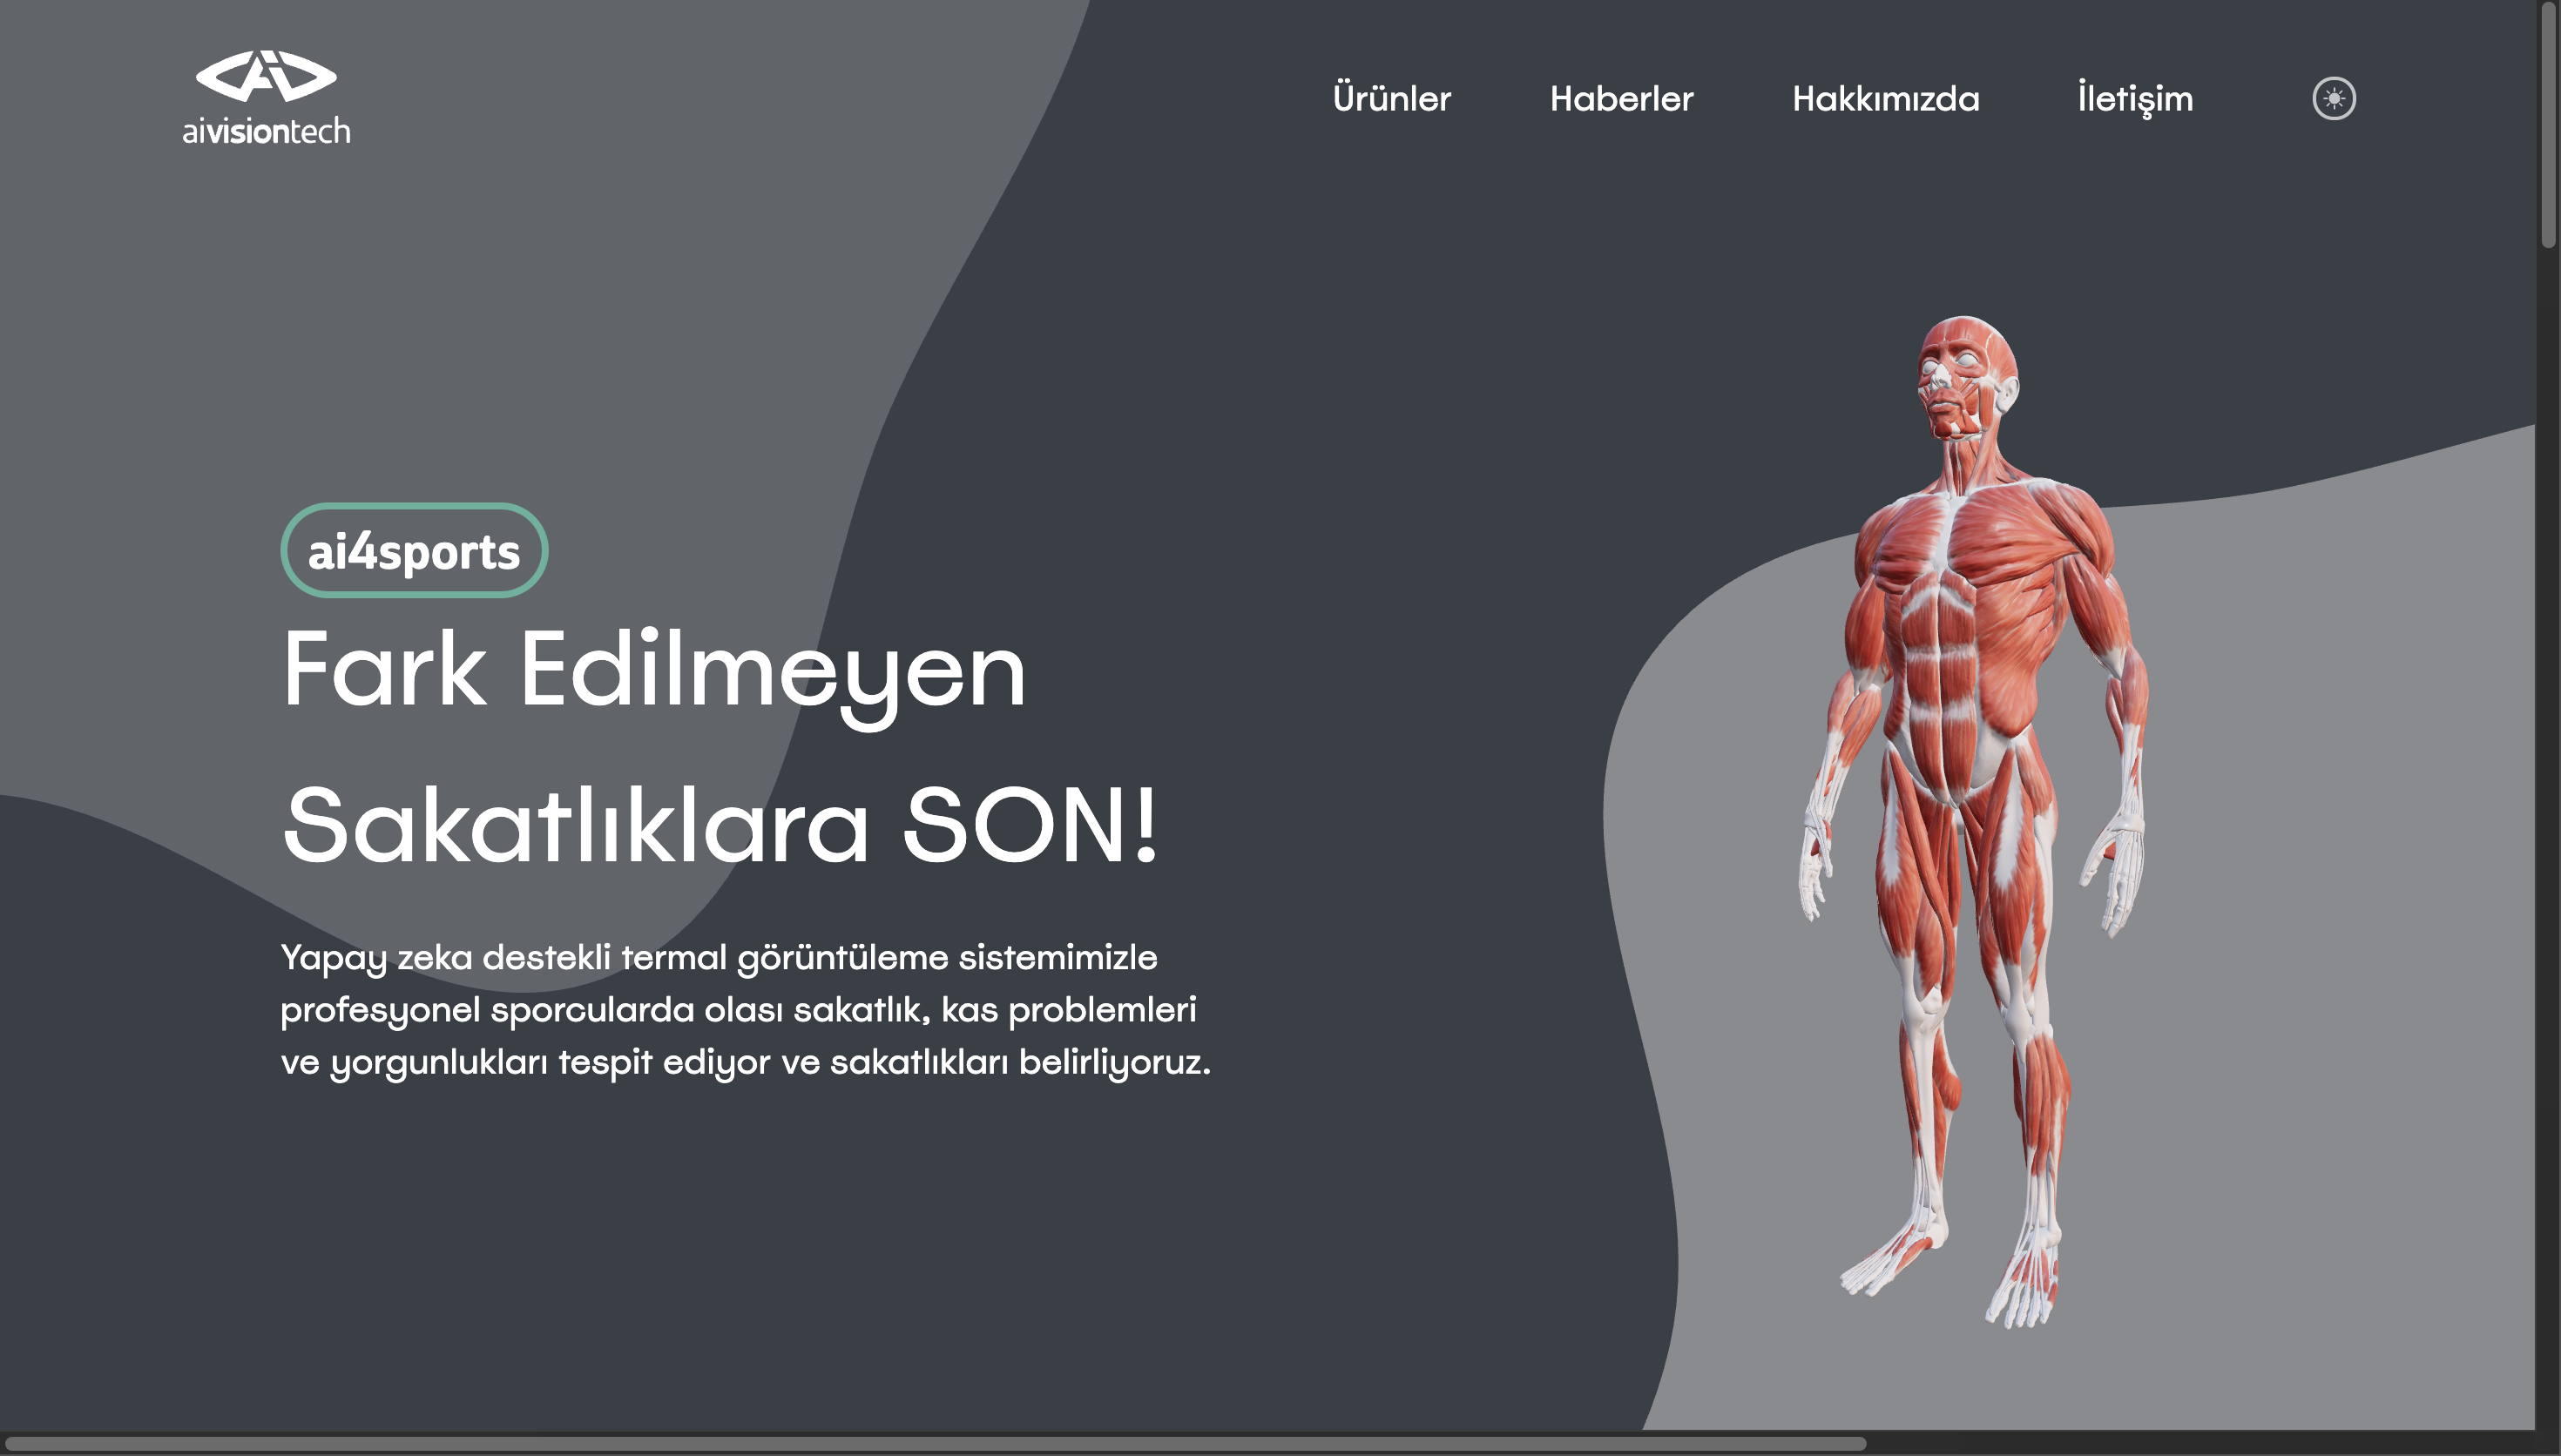 aivisiontech
Ürünler
Haberler
Hakkımızda
İletişim
ai4sports
Fark Edilmeyen
Sakatlıklara SON!
Yapay zeka destekli termal görüntüleme sistemimizle
profesyonel sporcularda olası sakatlık, kas problemleri
ve yorgunlukları tespit ediyor ve sakatlıkları belirliyoruz.